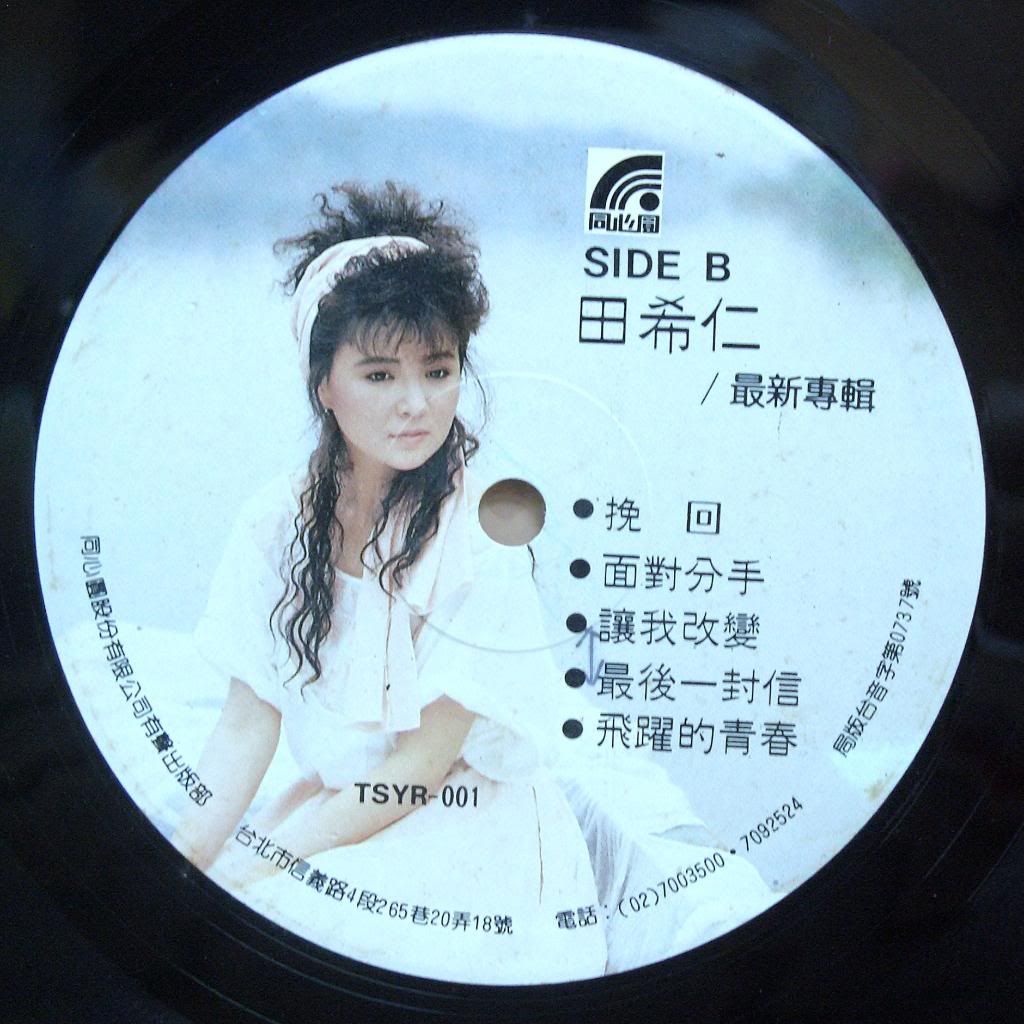 同心圓
SIDE B
田希仁
/ 最新專輯
● 挽 回
● 面對分手
● 讓我改變
● 最後一封信
● 飛躍的青春
TSYR-001
同心圓股份有限公司有聲出版部
台北市信義路4段265巷20弄18號
電話：(02)7003500・7092524
局版台音字第0737號